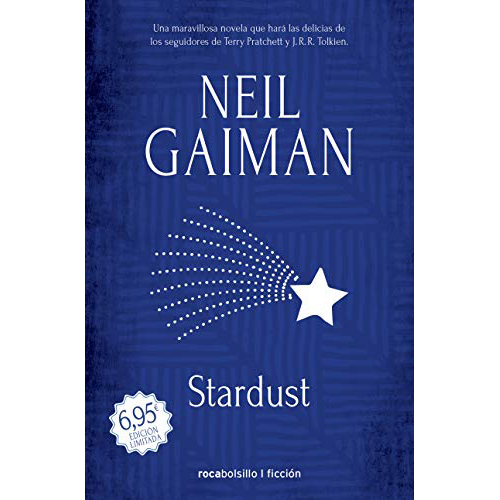 Una maravillosa novela que hará las delicias de
los seguidores de Terry Pratchett y J. R. R. Tolkien.
NEIL
GAIMAN
Stardust
6,95€
EDICIÓN
LIMITADA
rocabolsillo | ficción